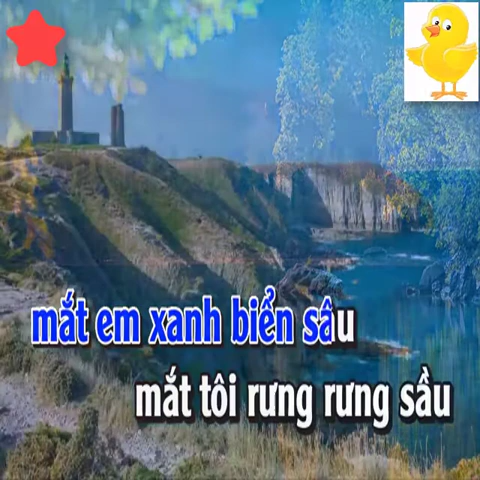 mắt em xanh biển sâu
mắt tôi rưng rưng sầu